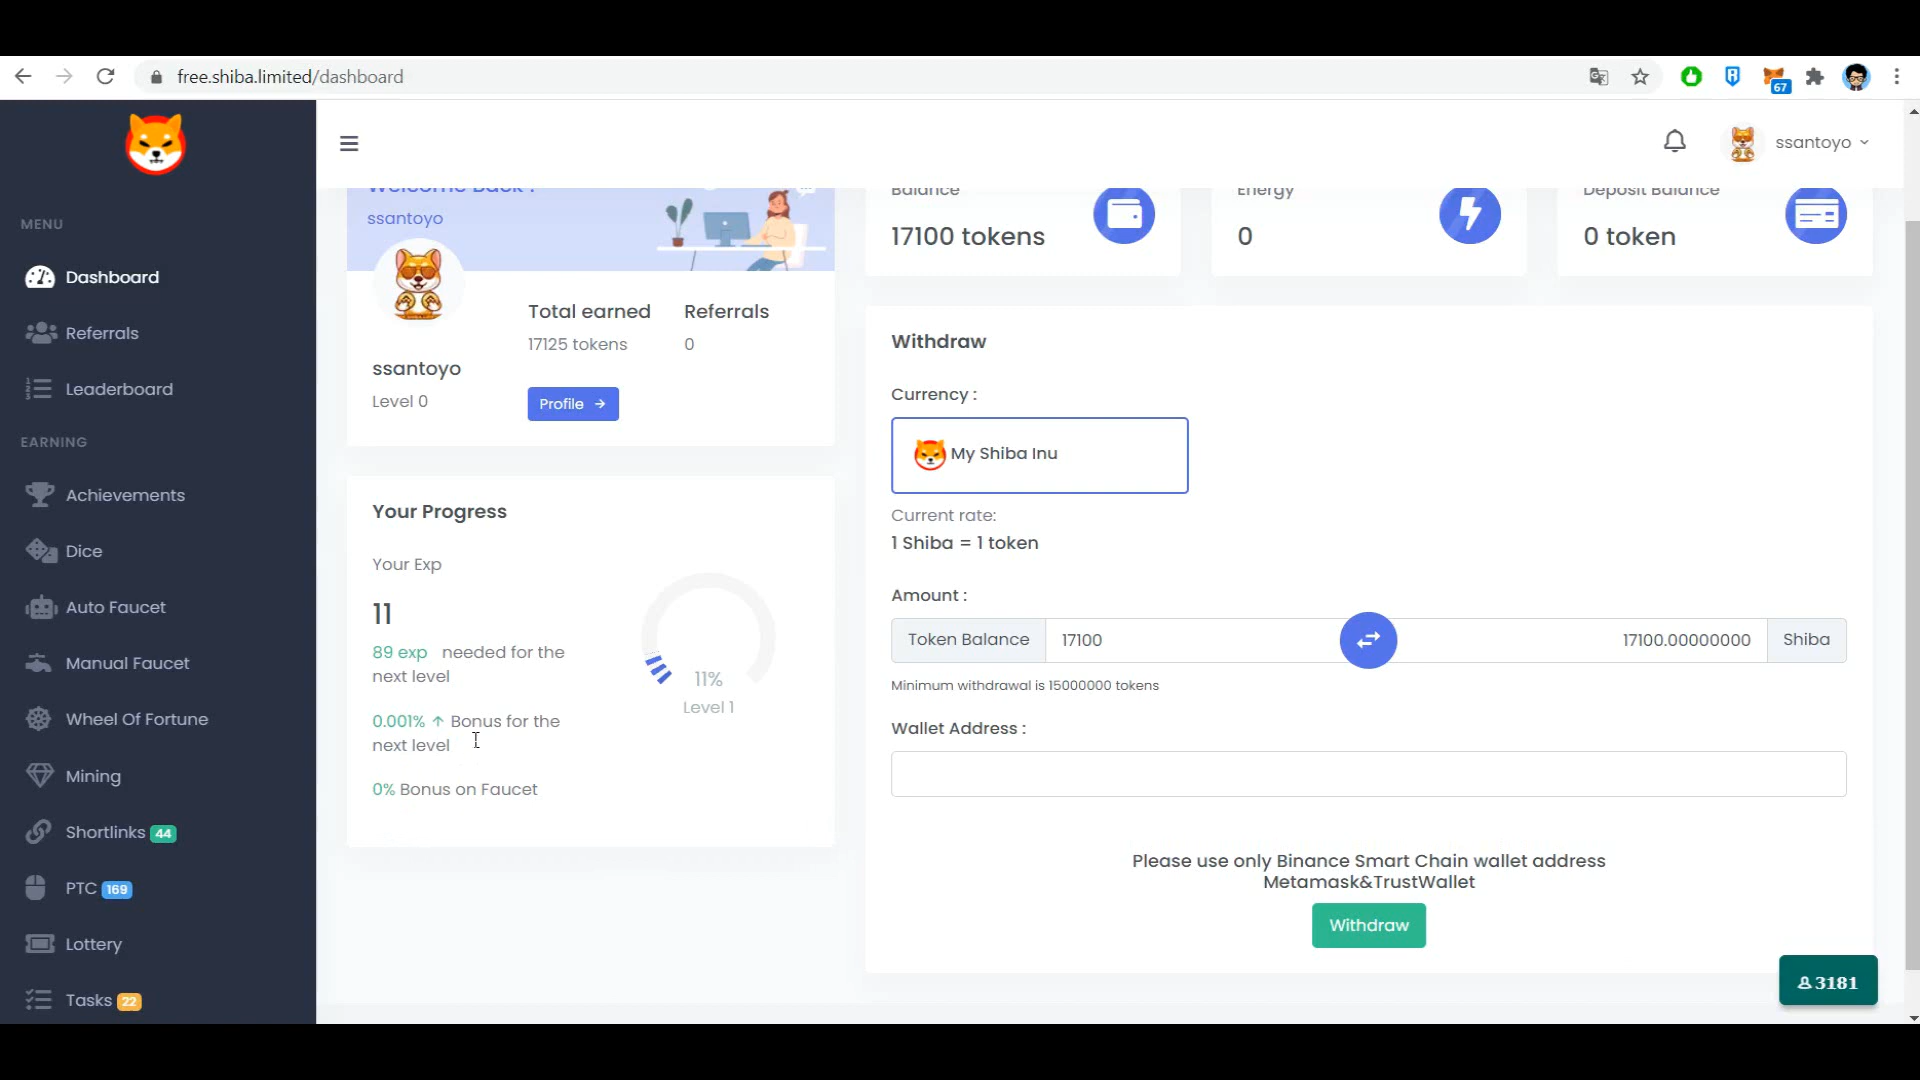 free.shiba.limited/dashboard
67
ssantoyo
MENU
Dashboard
Referrals
Leaderboard
EARNING
Achievements
Dice
Auto Faucet
Manual Faucet
Wheel Of Fortune
Mining
Shortlinks 44
PTC 169
Lottery
Tasks 22
Welcome Back !
ssantoyo
Total earned
17125 tokens
Referrals
0
ssantoyo
Level 0
Profile →
Your Progress
Your Exp
11
89 exp needed for the
next level
0.001% ↑ Bonus for the
next level
0% Bonus on Faucet
11%
Level 1
Balance
17100 tokens
Energy
0
Deposit Balance
0 token
Withdraw
Currency :
My Shiba Inu
Current rate:
1 Shiba = 1 token
Amount :
Token Balance 17100 17100.00000000 Shiba
Minimum withdrawal is 15000000 tokens
Wallet Address :
Please use only Binance Smart Chain wallet address
Metamask&TrustWallet
Withdraw
3181